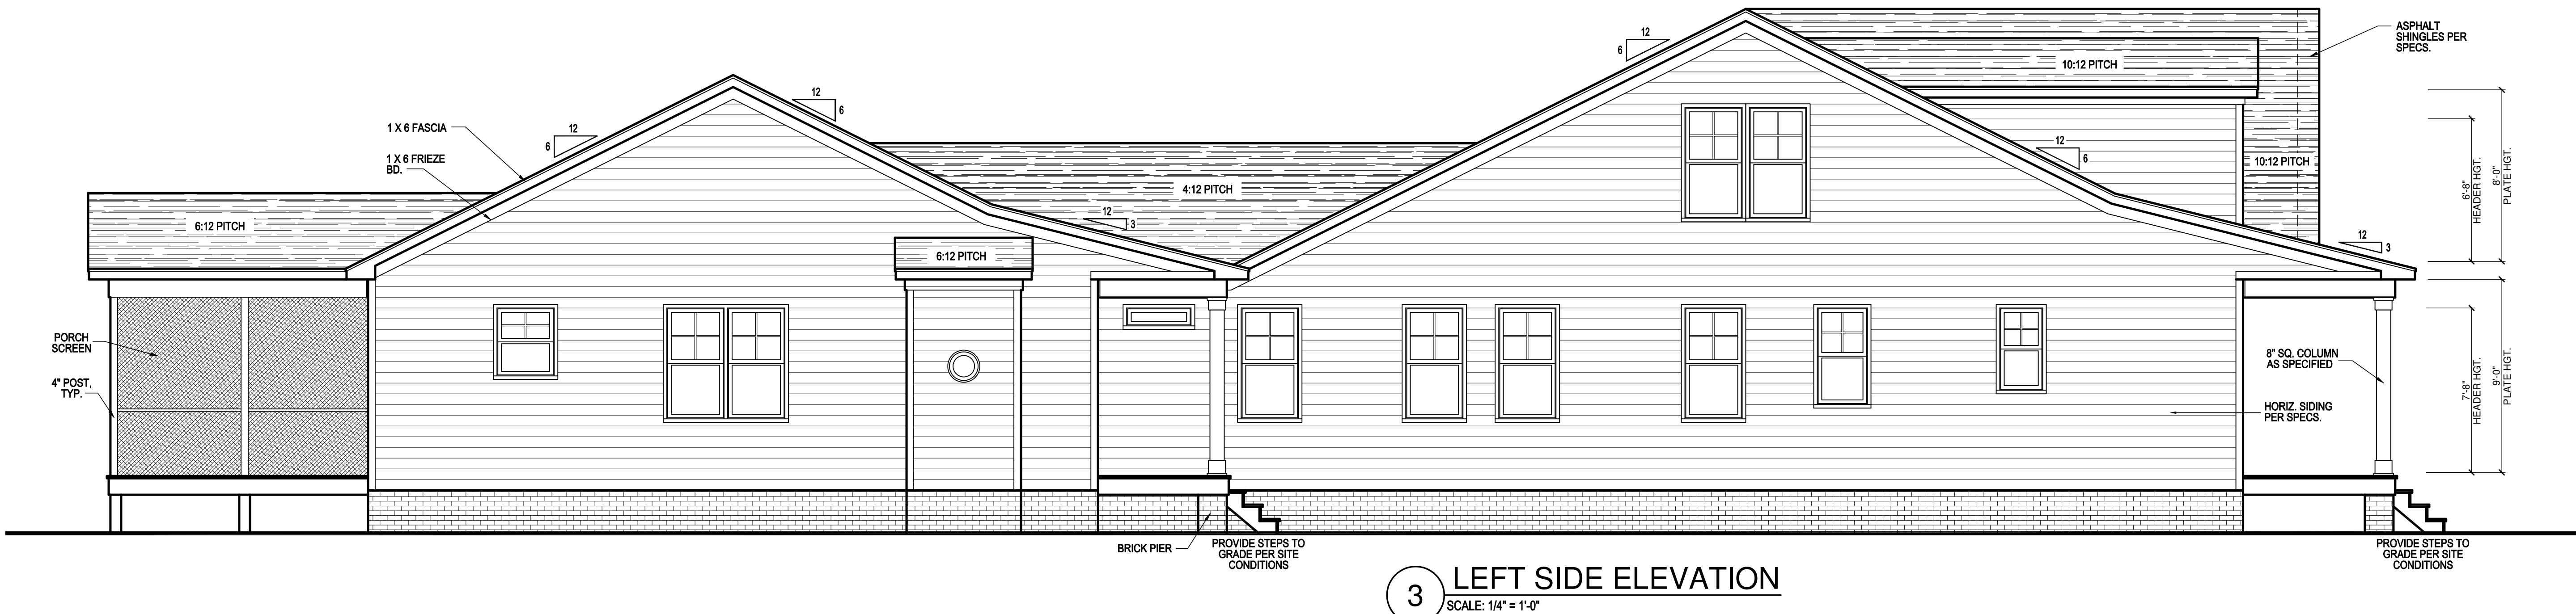 12
6
ASPHALT
SHINGLES PER
SPECS.
10:12 PITCH
12
6
1 X 6 FASCIA
12
6
1 X 6 FRIEZE
BD.
12
6
10:12 PITCH
4:12 PITCH
6'-8"
HEADER HGT.
8'-0"
PLATE HGT.
6:12 PITCH
12
3
12
3
6:12 PITCH
PORCH
SCREEN
4" POST,
TYP.
8" SQ. COLUMN
AS SPECIFIED
7'-8"
HEADER HGT.
9'-0"
PLATE HGT.
HORIZ. SIDING
PER SPECS.
BRICK PIER
PROVIDE STEPS TO
GRADE PER SITE
CONDITIONS
PROVIDE STEPS TO
GRADE PER SITE
CONDITIONS
3
LEFT SIDE ELEVATION
SCALE: 1/4" = 1'-0"